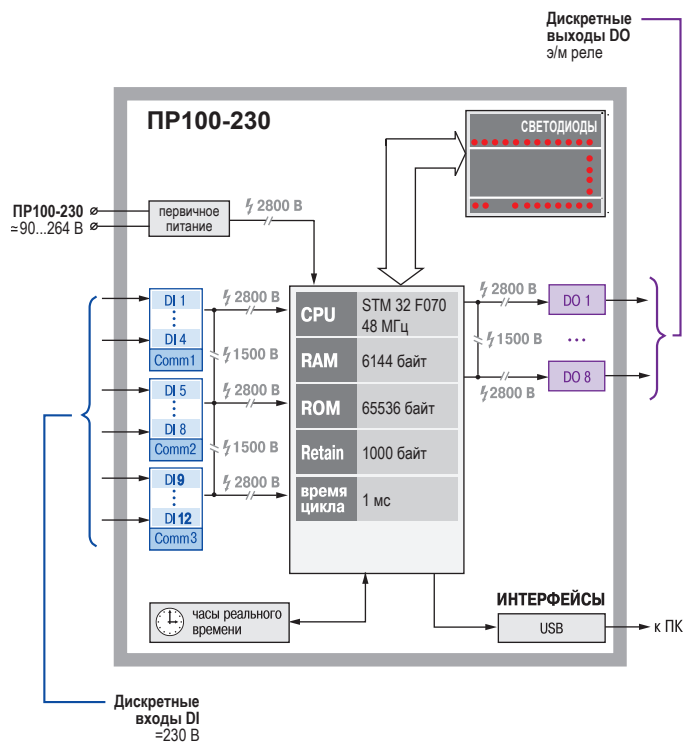 Дискретные
выходы DO
э/м реле
ПР100-230
СВЕТОДИОДЫ
ПР100-230
≂90...264 В
первичное
питание
2800 В
DI 1
DI 4
Comm1
2800 В
1500 В
DI 5
DI 8
Comm2
2800 В
1500 В
DI9
DI12
Comm3
2800 В
CPU
STM 32 F070
48 МГц
RAM
6144 байт
ROM
65536 байт
Retain
1000 байт
время
цикла
1 мс
2800 В
DO 1
1500 В
...
2800 В
DO 8
часы реального
времени
ИНТЕРФЕЙСЫ
USB
к ПК
Дискретные
входы DI
=230 В